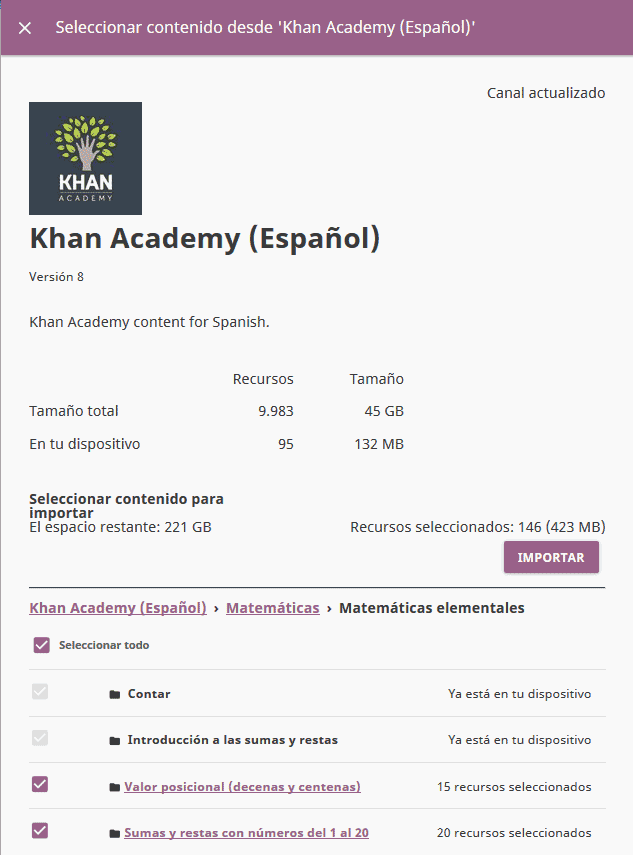 Seleccionar contenido desde 'Khan Academy (Español)'
Canal actualizado
KHAN
ACADEMY
Khan Academy (Español)
Versión 8
Khan Academy content for Spanish.
Recursos Tamaño
Tamaño total 9.983 45 GB
En tu dispositivo 95 132 MB
Seleccionar contenido para
importar
El espacio restante: 221 GB Recursos seleccionados: 146 (423 MB)
IMPORTAR
Khan Academy (Español) › Matemáticas › Matemáticas elementales
Seleccionar todo
Contar Ya está en tu dispositivo
Introducción a las sumas y restas Ya está en tu dispositivo
Valor posicional (decenas y centenas) 15 recursos seleccionados
Sumas y restas con números del 1 al 20 20 recursos seleccionados